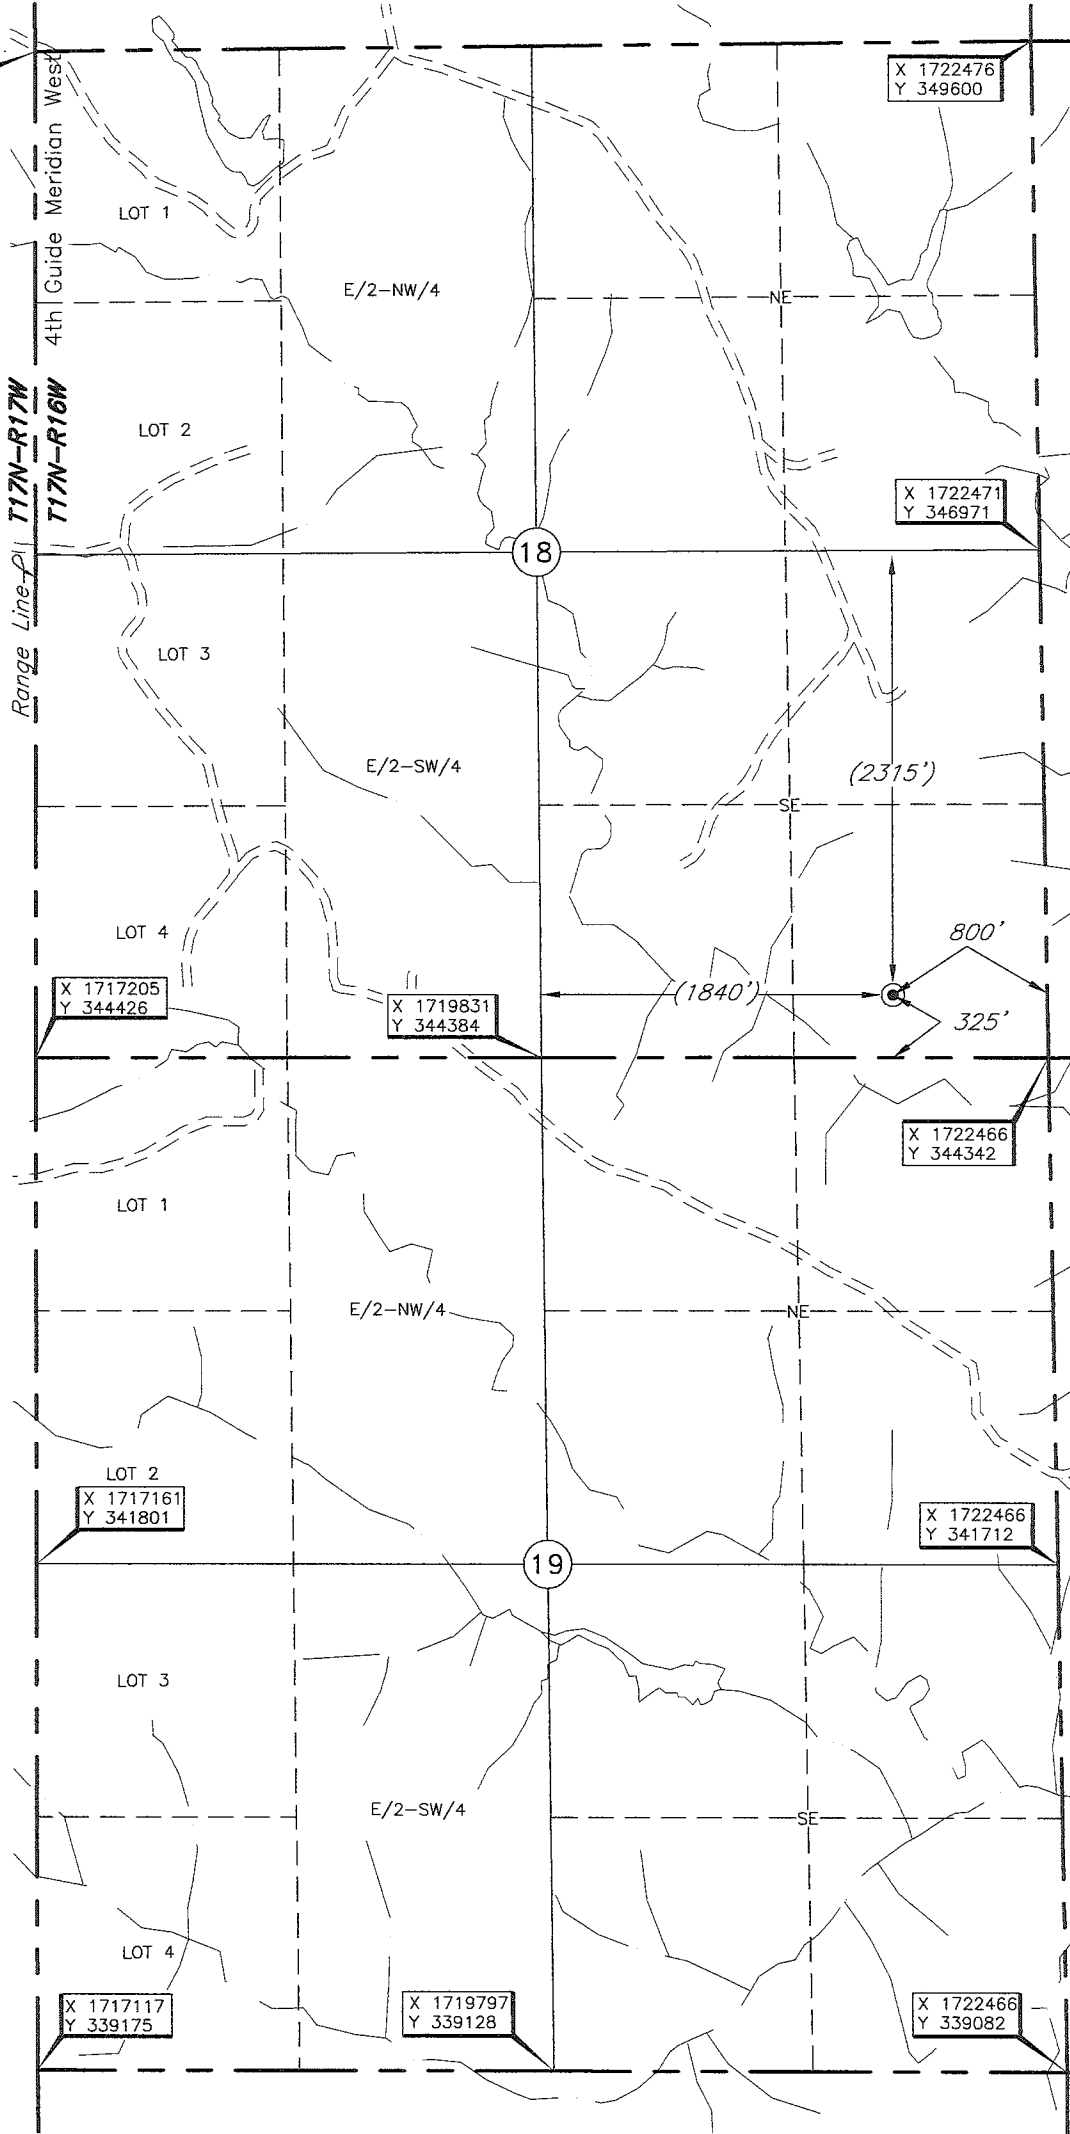 X 1722476
Y 349600
4th Guide Meridian West
LOT 1
E/2-NW/4
NE
T17N-R17W
T17N-R16W
LOT 2
X 1722471
Y 346971
Range Line
18
LOT 3
E/2-SW/4
(2315')
SE
LOT 4
800'
X 1717205
Y 344426
X 1719831
Y 344384
(1840')
325'
X 1722466
Y 344342
LOT 1
E/2-NW/4
NE
LOT 2
X 1717161
Y 341801
X 1722466
Y 341712
19
LOT 3
E/2-SW/4
SE
LOT 4
X 1717117
Y 339175
X 1719797
Y 339128
X 1722466
Y 339082